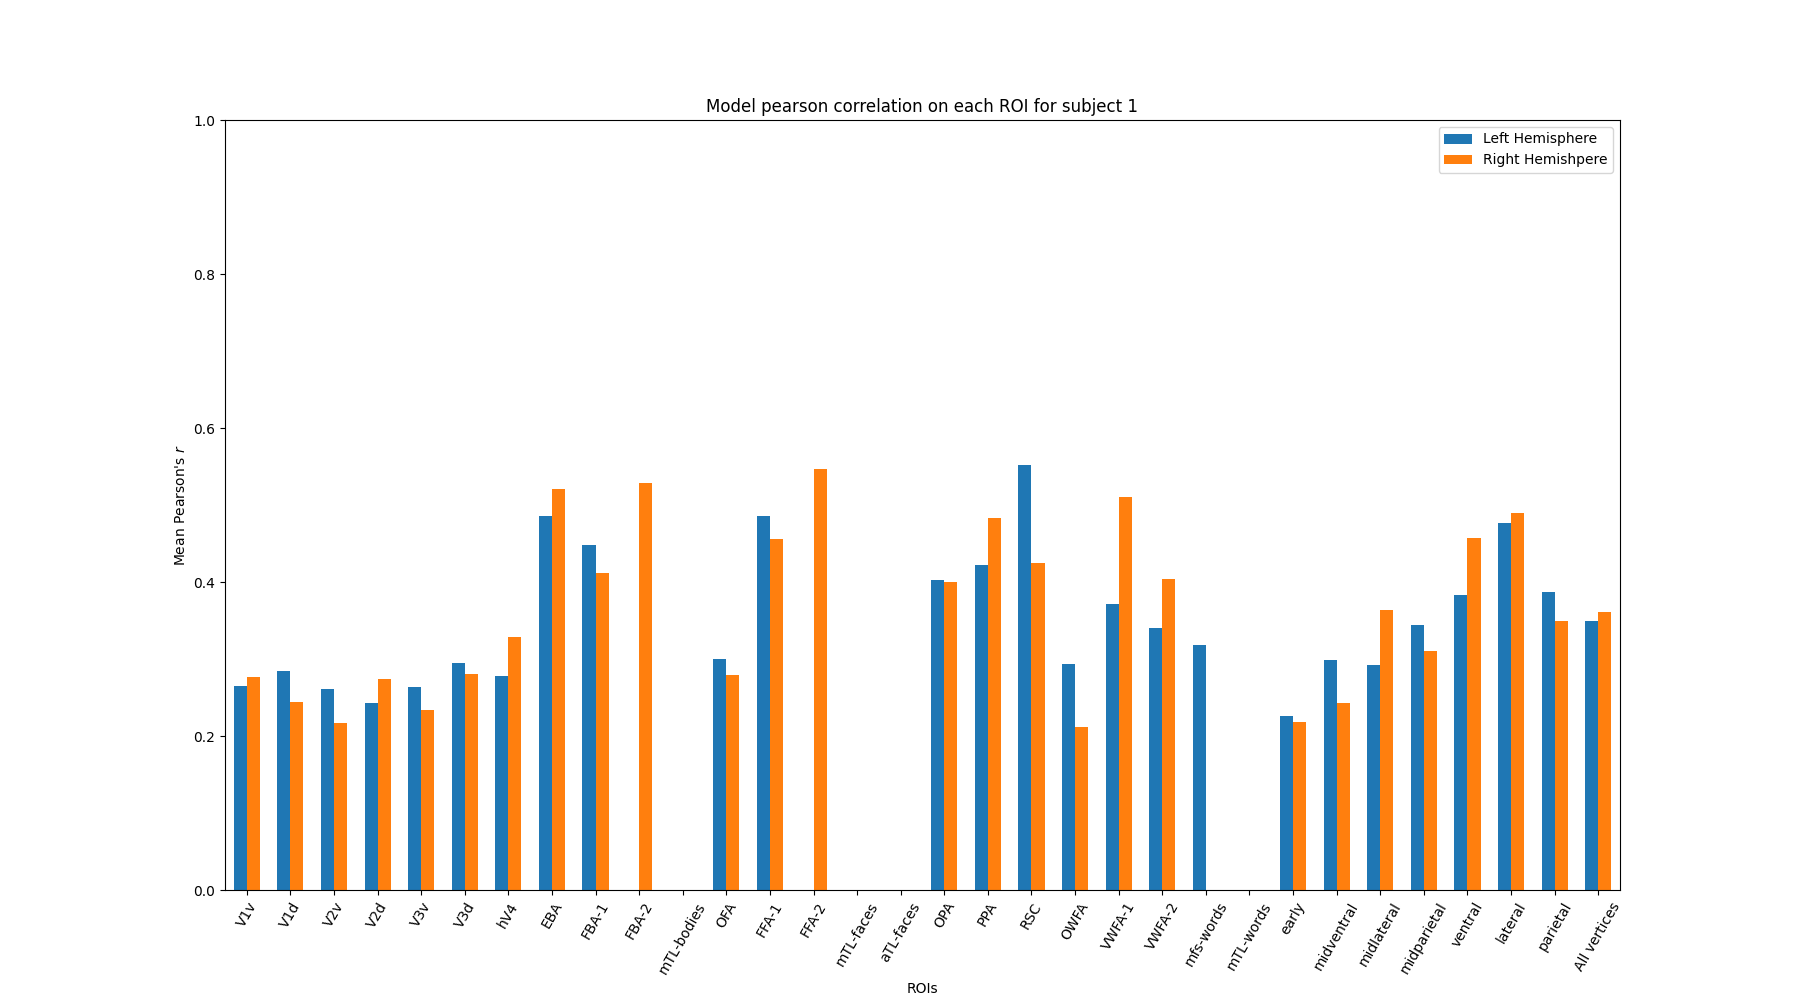 Model pearson correlation on each ROI for subject 1
1.0
0.8
0.6
0.4
0.2
0.0
Mean Pearson's r
Left Hemisphere
Right Hemishpere
V1v
V1d
V2v
V2d
V3v
V3d
hV4
EBA
FBA-1
FBA-2
mTL-bodies
OFA
FFA-1
FFA-2
mTL-faces
aTL-faces
OPA
PPA
RSC
OWFA
VWFA-1
VWFA-2
mfs-words
mTL-words
early
midventral
midlateral
midparietal
ventral
lateral
parietal
All vertices
ROIs